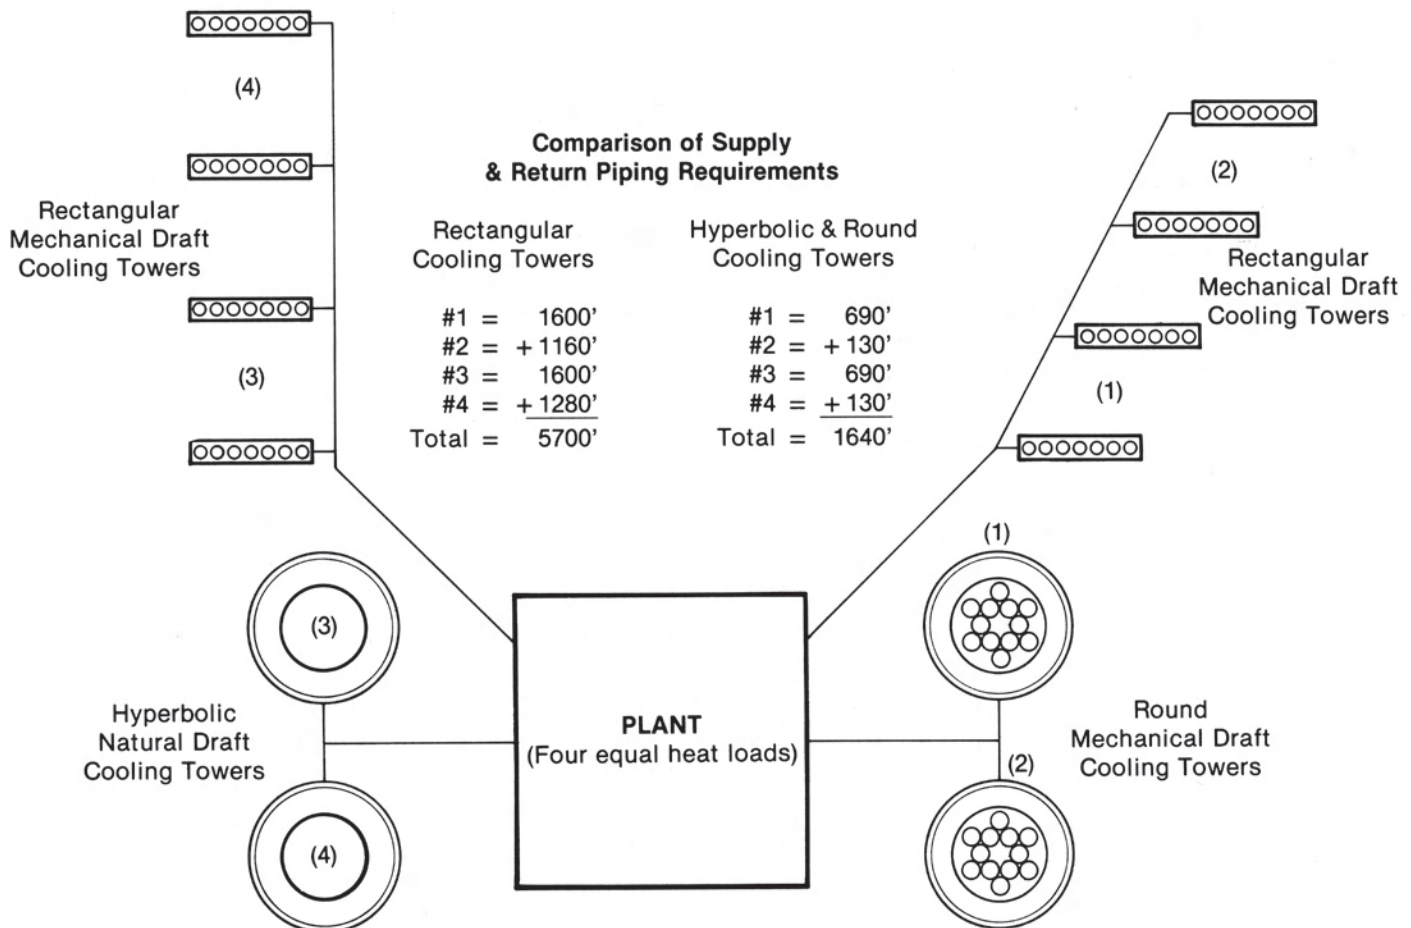 (4)
Rectangular
Mechanical Draft
Cooling Towers
(3)
Comparison of Supply
& Return Piping Requirements
Rectangular
Cooling Towers
#1 = 1600’
#2 = +1160’
#3 = 1600’
#4 = +1280’
Total = 5700’
Hyperbolic & Round
Cooling Towers
#1 = 690’
#2 = +130’
#3 = 690’
#4 = +130’
Total = 1640’
(2)
Rectangular
Mechanical Draft
Cooling Towers
(1)
(3)
Hyperbolic
Natural Draft
Cooling Towers
(4)
PLANT
(Four equal heat loads)
(1)
Round
Mechanical Draft
Cooling Towers
(2)